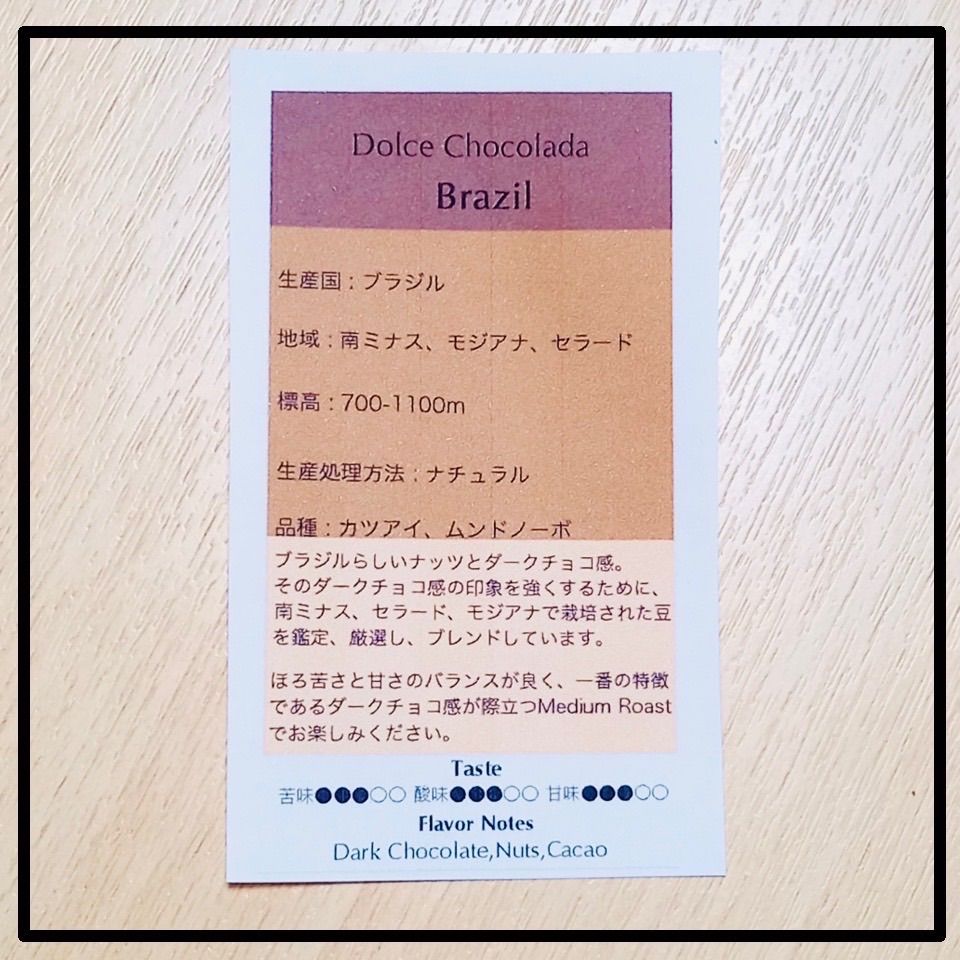 Dolce Chocolada
Brazil
生産国：ブラジル
地域：南ミナス、モジアナ、セラード
標高：700-1100m
生産処理方法：ナチュラル
品種：カツアイ、ムンドノーボ
ブラジルらしいナッツとダークチョコ感。
そのダークチョコ感の印象を強くするために、
南ミナス、セラード、モジアナで栽培された豆
を鑑定、厳選し、ブレンドしています。
ほろ苦さと甘さのバランスが良く、一番の特徴
であるダークチョコ感が際立つMedium Roast
でお楽しみください。
Taste
苦味●●●○○ 酸味●●●○○ 甘味●●●○○
Flavor Notes
Dark Chocolate,Nuts,Cacao